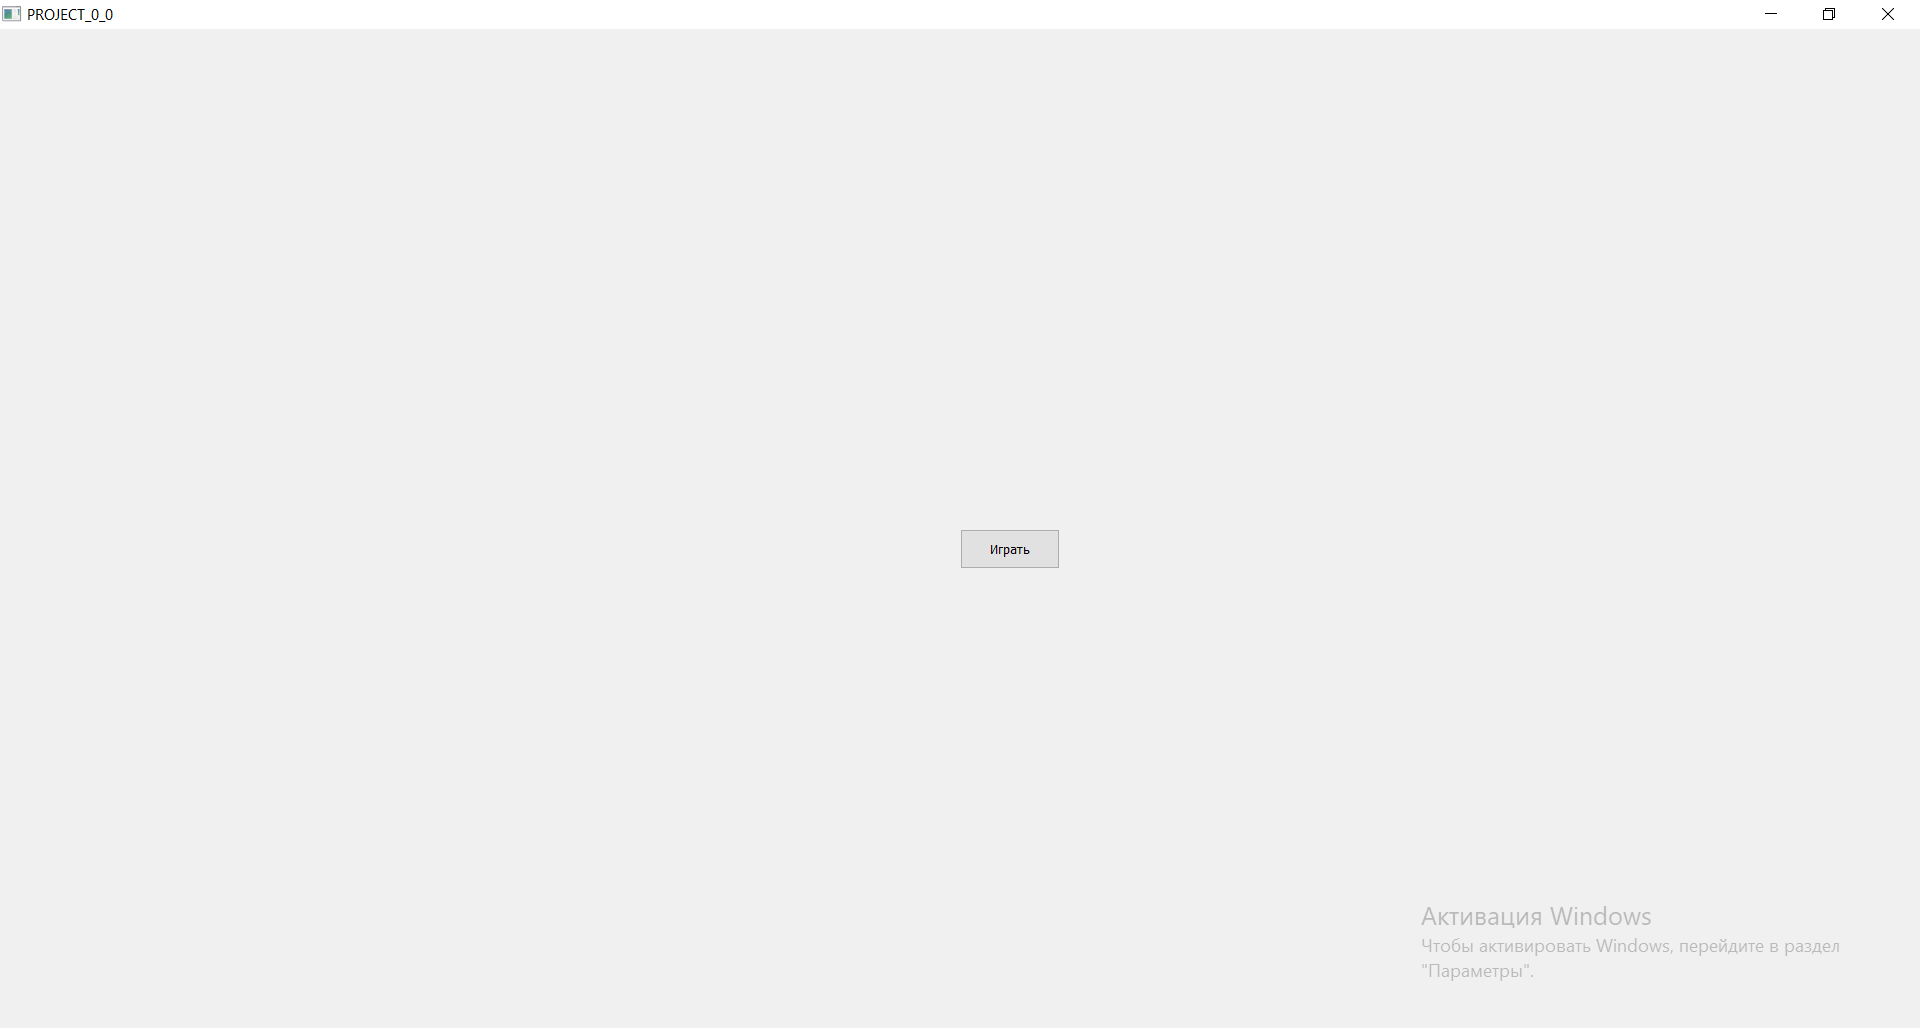 PROJECT_0_0
Играть
Активация Windows
Чтобы активировать Windows, перейдите в раздел
"Параметры".